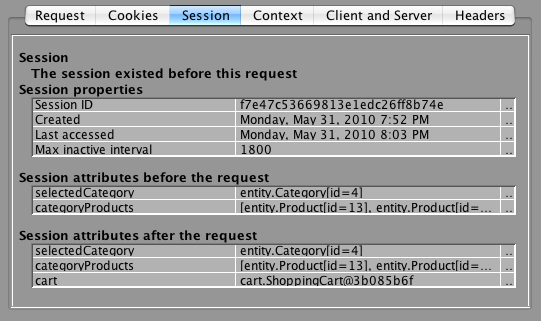 Request Cookies Session Context Client and Server Headers
Session
The session existed before this request
Session properties
Session ID f7e47c53669813e1edc26ff8b74e ..
Created Monday, May 31, 2010 7:52 PM ..
Last accessed Monday, May 31, 2010 8:03 PM ..
Max inactive interval 1800 ..
Session attributes before the request
selectedCategory entity.Category[id=4] ..
categoryProducts [entity.Product[id=13], entity.Product[id=... ..
Session attributes after the request
selectedCategory entity.Category[id=4] ..
categoryProducts [entity.Product[id=13], entity.Product[id=... ..
cart cart.ShoppingCart@3b085b6f ..